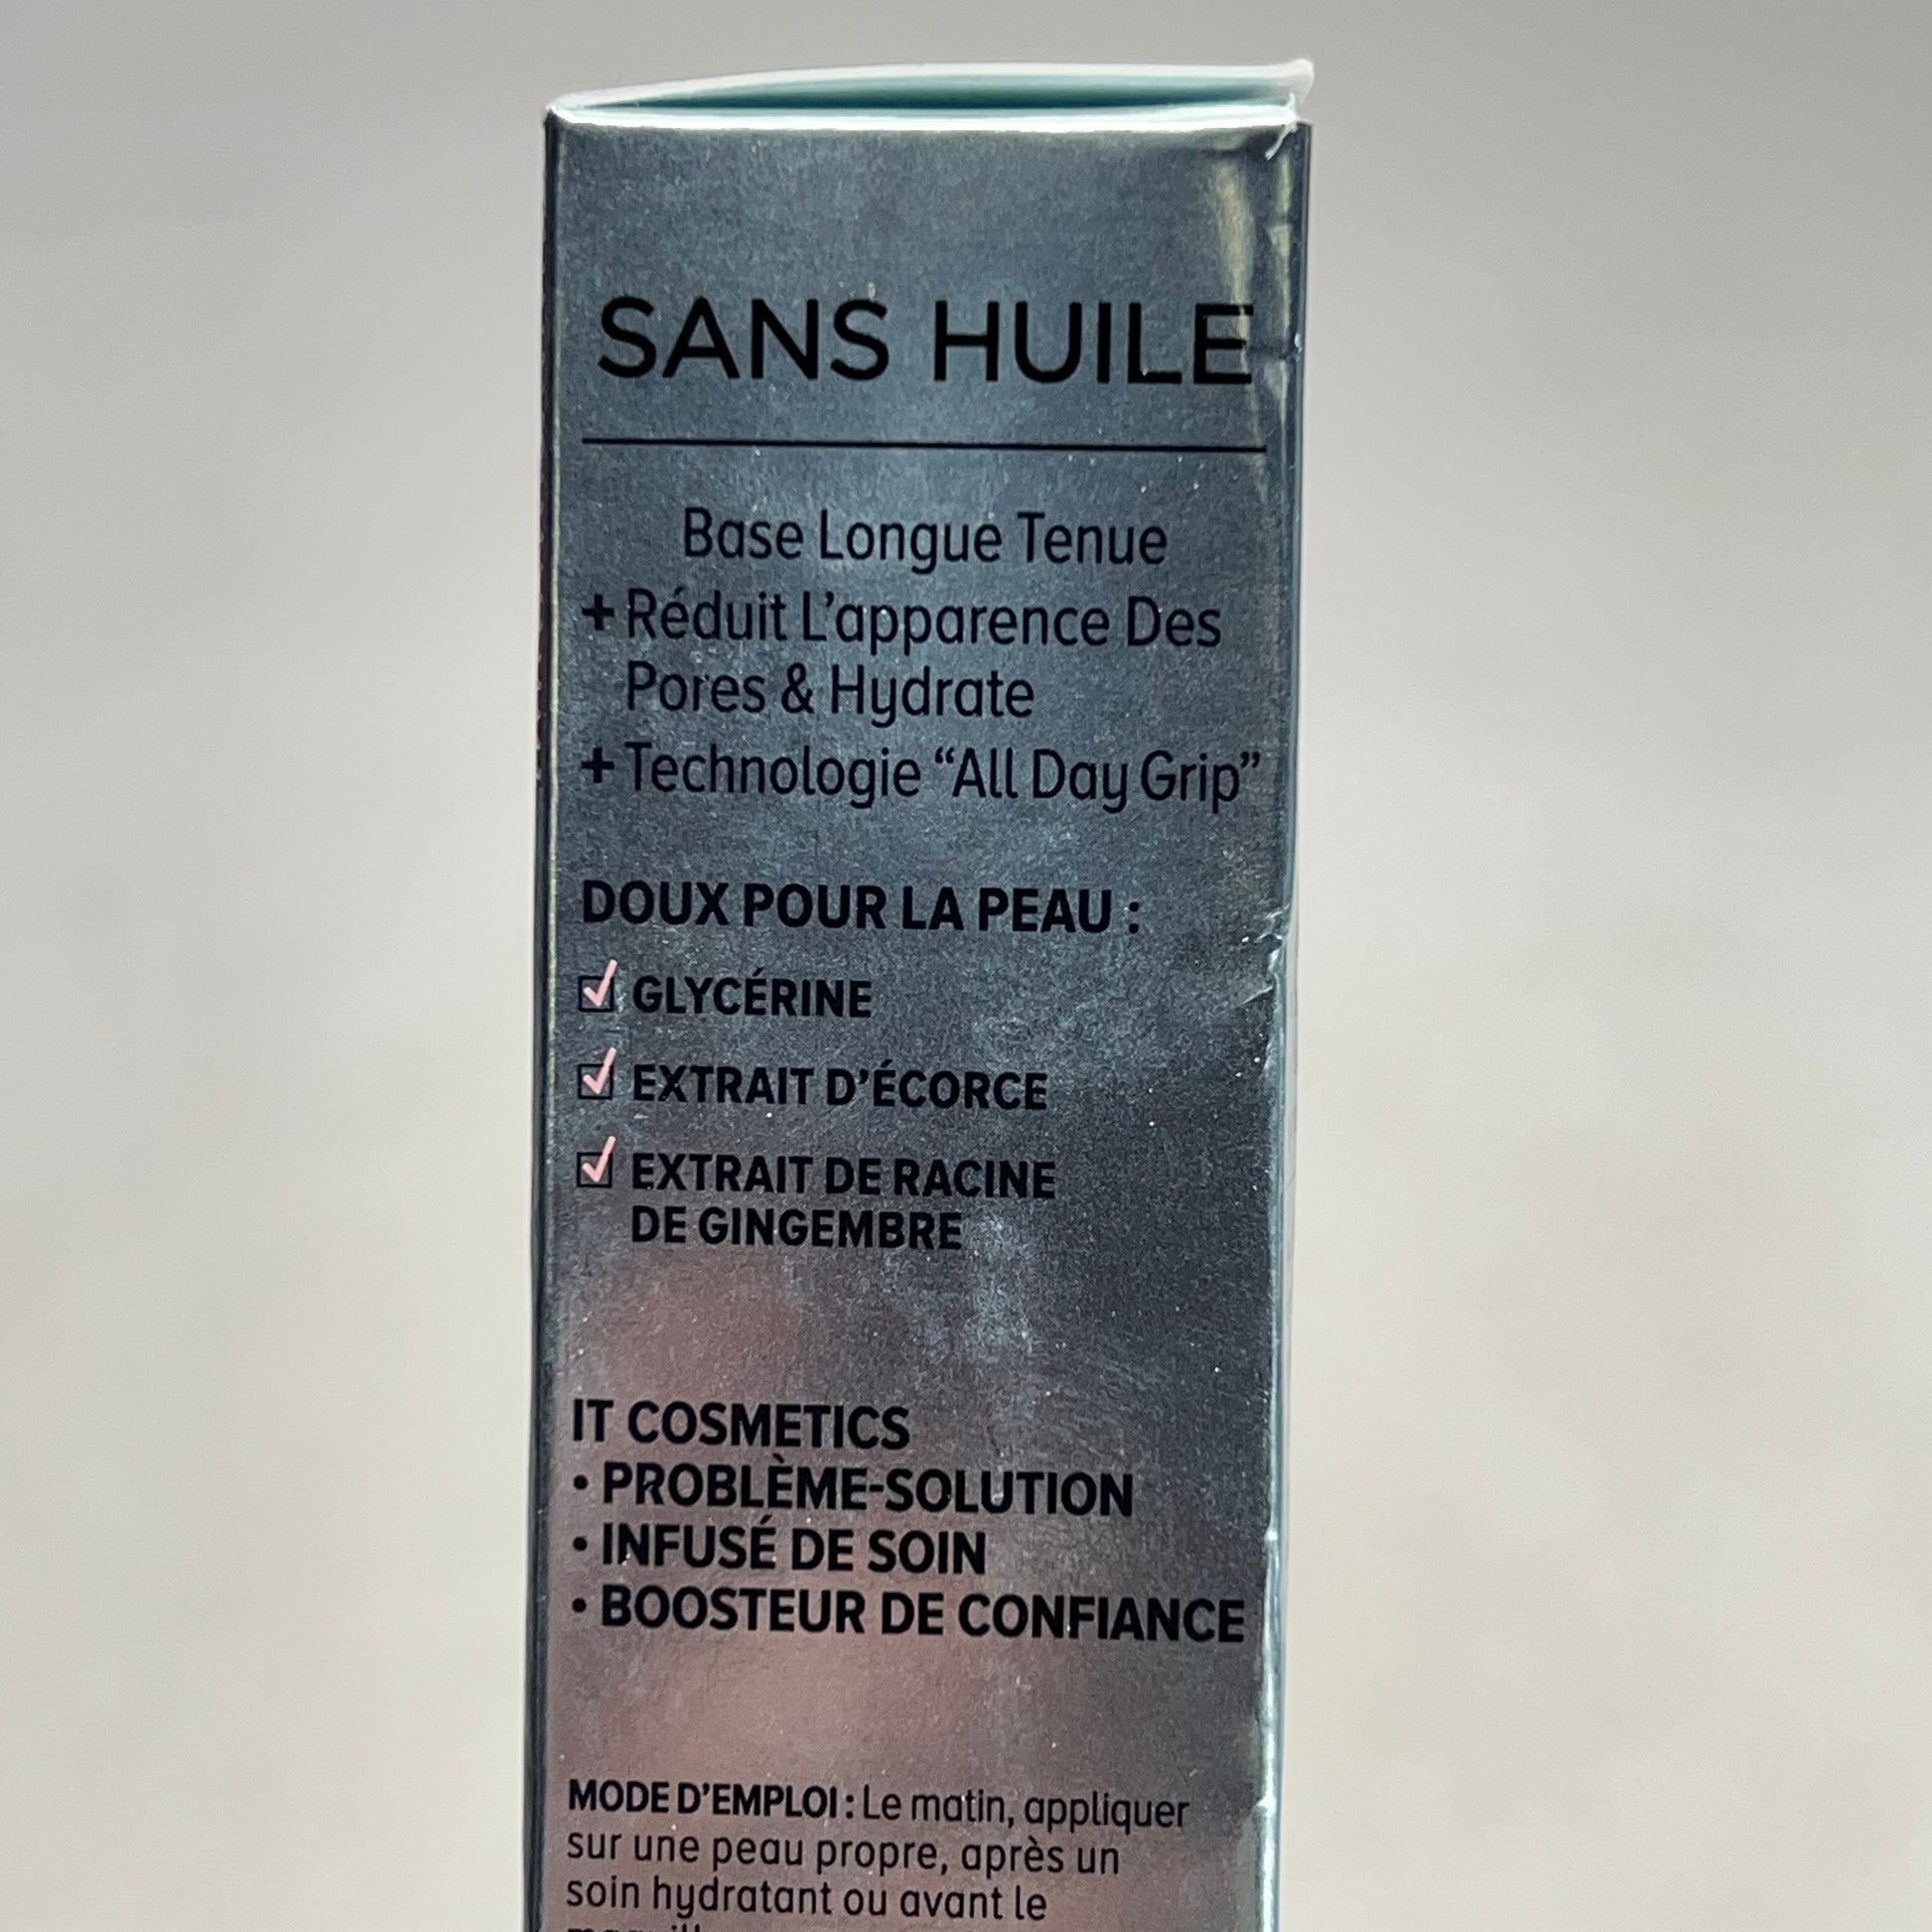 SANS HUILE
Base Longue Tenue
+ Réduit L’apparence Des
Pores & Hydrate
+ Technologie “All Day Grip”
DOUX POUR LA PEAU :
GLYCÉRINE
EXTRAIT D’ÉCORCE
EXTRAIT DE RACINE
DE GINGEMBRE
IT COSMETICS
• PROBLÈME-SOLUTION
• INFUSÉ DE SOIN
• BOOSTEUR DE CONFIANCE
MODE D’EMPLOI : Le matin, appliquer
sur une peau propre, après un
soin hydratant ou avant le